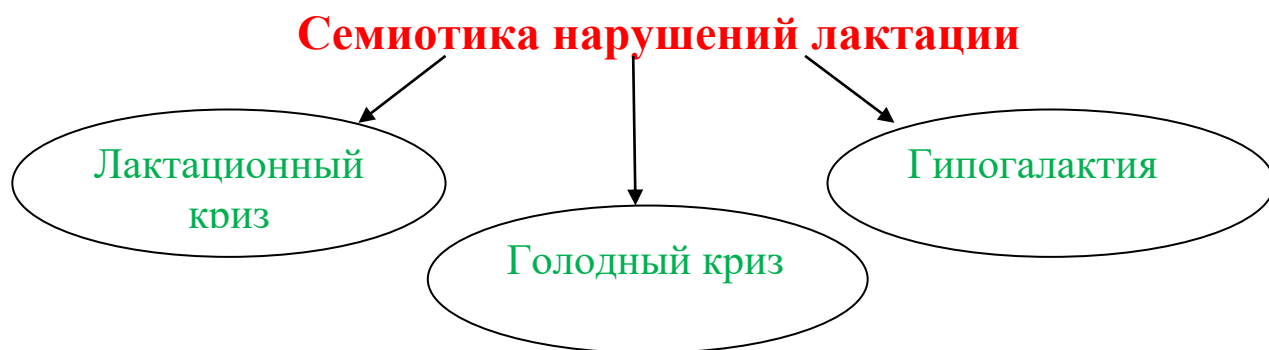 Семиотика нарушений лактации
Лактационный
криз
Гипогалактия
Голодный криз